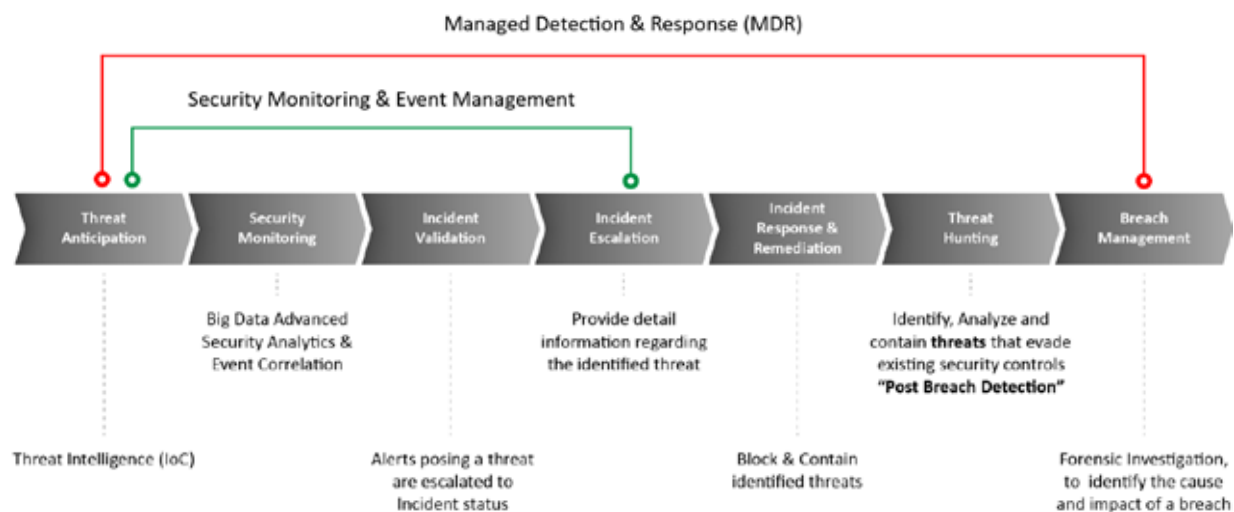 Managed Detection & Response (MDR)
Security Monitoring & Event Management
Threat
Anticipation
Security
Monitoring
Incident
Validation
Incident
Escalation
Incident
Response &
Remediation
Threat
Hunting
Breach
Management
Big Data Advanced
Security Analytics &
Event Correlation
Provide detail
information regarding
the identified threat
Identify, Analyze and
contain threats that evade
existing security controls
“Post Breach Detection”
Threat Intelligence (IoC)
Alerts posing a threat
are escalated to
Incident status
Block & Contain
identified threats
Forensic Investigation,
to identify the cause
and impact of a breach